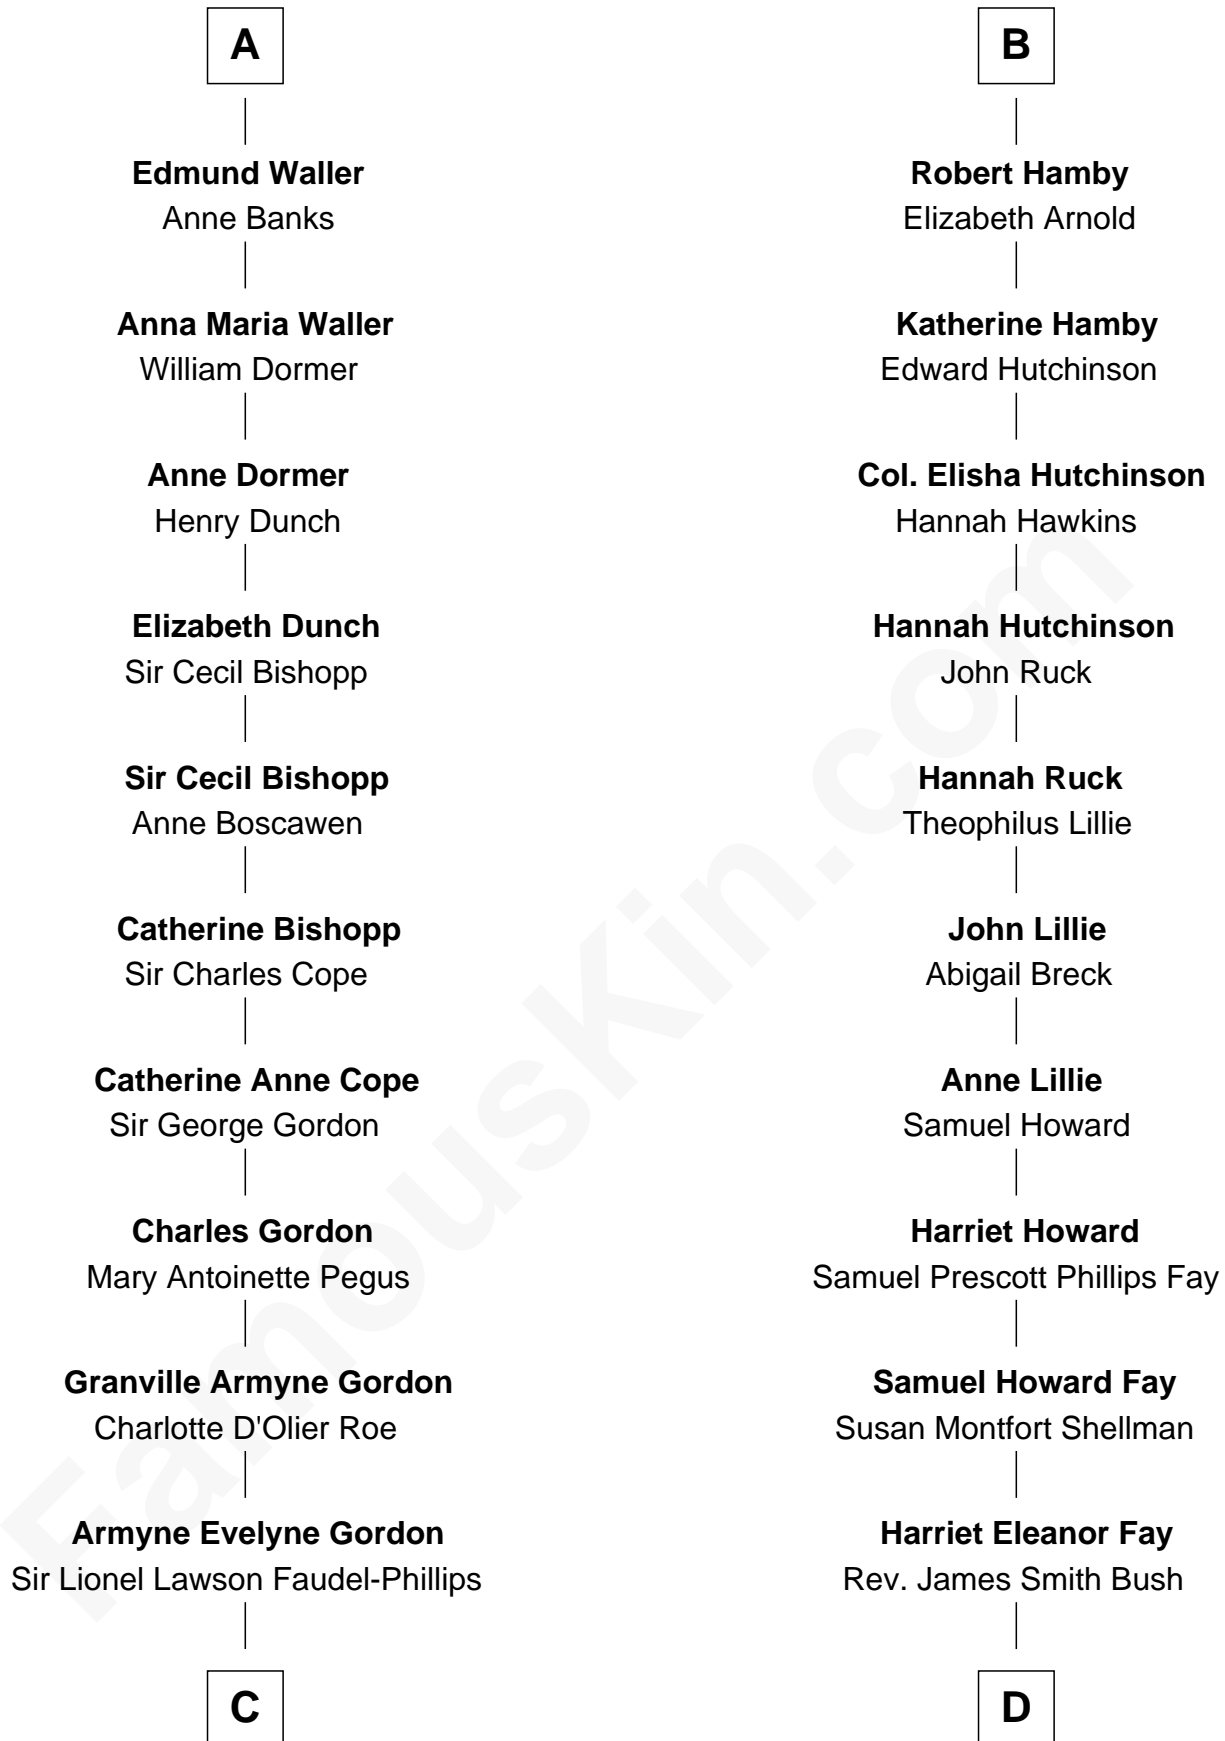 A
Edmund Waller
Anne Banks
Anna Maria Waller
William Dormer
Anne Dormer
Henry Dunch
Elizabeth Dunch
Sir Cecil Bishopp
Sir Cecil Bishopp
Anne Boscawen
Catherine Bishopp
Sir Charles Cope
Catherine Anne Cope
Sir George Gordon
Charles Gordon
Mary Antoinette Pegus
Granville Armyne Gordon
Charlotte D'Olier Roe
Armyne Evelyne Gordon
Sir Lionel Lawson Faudel-Phillips
C
B
Robert Hamby
Elizabeth Arnold
Katherine Hamby
Edward Hutchinson
Col. Elisha Hutchinson
Hannah Hawkins
Hannah Hutchinson
John Ruck
Hannah Ruck
Theophilus Lillie
John Lillie
Abigail Breck
Anne Lillie
Samuel Howard
Harriet Howard
Samuel Prescott Phillips Fay
Samuel Howard Fay
Susan Montfort Shellman
Harriet Eleanor Fay
Rev. James Smith Bush
D
FamousKin.com